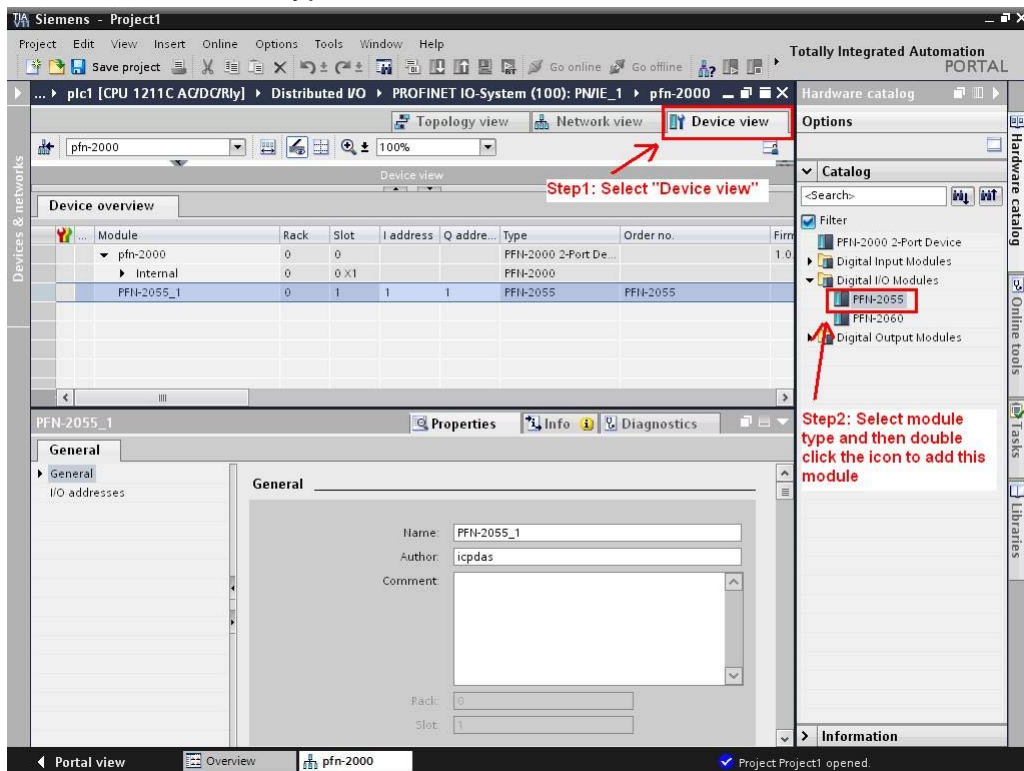 Siemens - Project1
Project Edit View Insert Online Options Tools Window Help
Totally Integrated Automation
PORTAL
Save project Go online Go offline
... plc1 [CPU 1211C AC/DC/Rly] Distributed I/O PROFINET IO-System (100): PN/IE_1 pfn-2000
Hardware catalog
Topology view Network view Device view
Options
pfn-2000 100%
Device view
Step1: Select "Device view"
Catalog
<Search>
Device overview
Filter
... Module Rack Slot I address Q addre... Type Order no. Firm
PFN-2000 2-Port Device
pfn-2000 0 0 PFN-2000 2-Port De... 1.0.
Digital Input Modules
Internal 0 0 X1 PFN-2000
Digital I/O Modules
PFN-2055_1 0 1 1 1 PFN-2055 PFN-2055
PFN-2055
PFN-2060
Digital Output Modules
PFN-2055_1 Properties Info Diagnostics
Step2: Select module
type and then double
click the icon to add this
module
General
General
I/O addresses
General
Name: PFN-2055_1
Author: icpdas
Comment:
Rack: 0
Slot: 1
Information
Portal view Overview pfn-2000 Project Project1 opened.
Devices & networks
Hardware catalog
Online tools
Tasks
Libraries